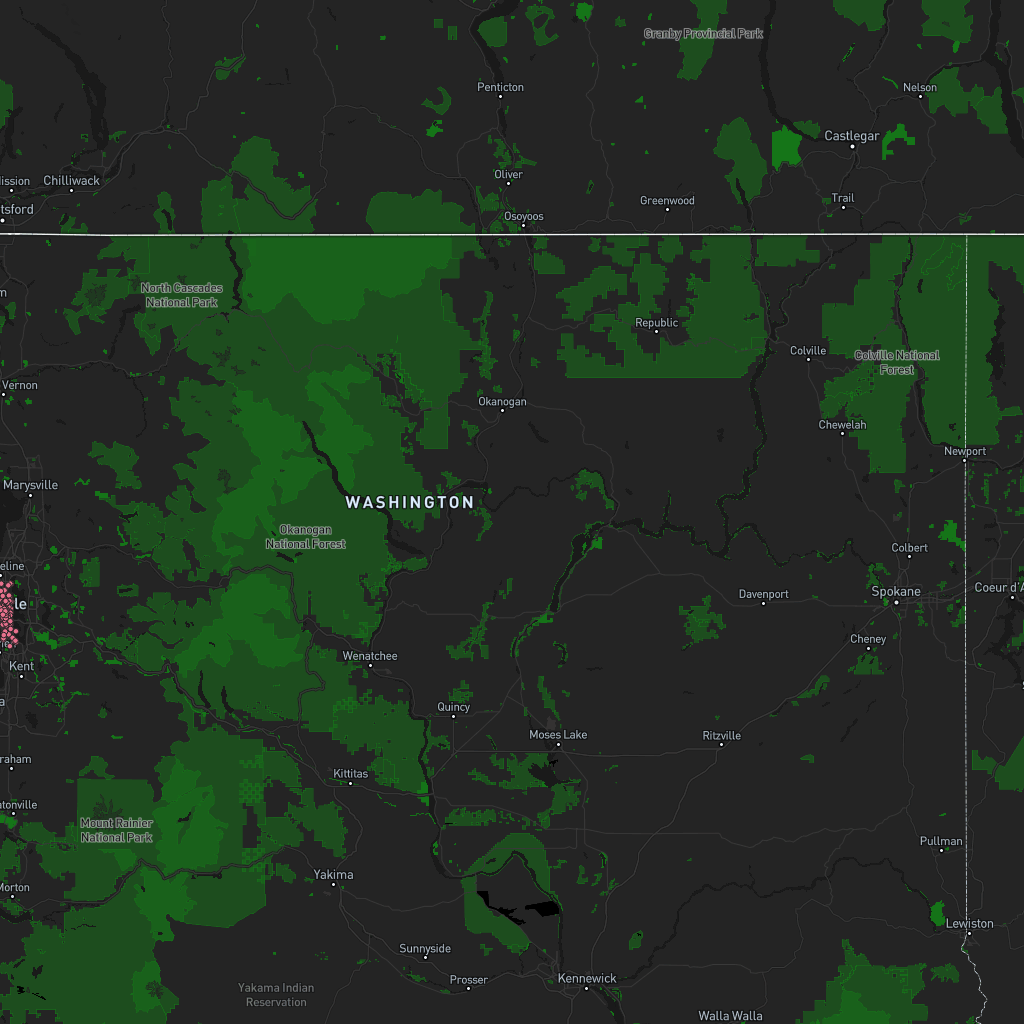 Granby Provincial Park
Penticton
Nelson
Castlegar
ission
Chilliwack
Oliver
Trail
Greenwood
tsford
Osoyoos
North Cascades
National Park
m
Republic
Colville
Colville National
Forest
Vernon
Okanogan
Chewelah
Newport
Marysville
WASHINGTON
Okanogan
National Forest
Colbert
eline
Coeur d'A
Spokane
Davenport
le
Cheney
Wenatchee
Kent
a
Quincy
Moses Lake
Ritzville
raham
Kittitas
atonville
Mount Rainier
National Park
Pullman
Yakima
Morton
Lewiston
Sunnyside
Prosser
Kennewick
Yakama Indian
Reservation
Walla Walla